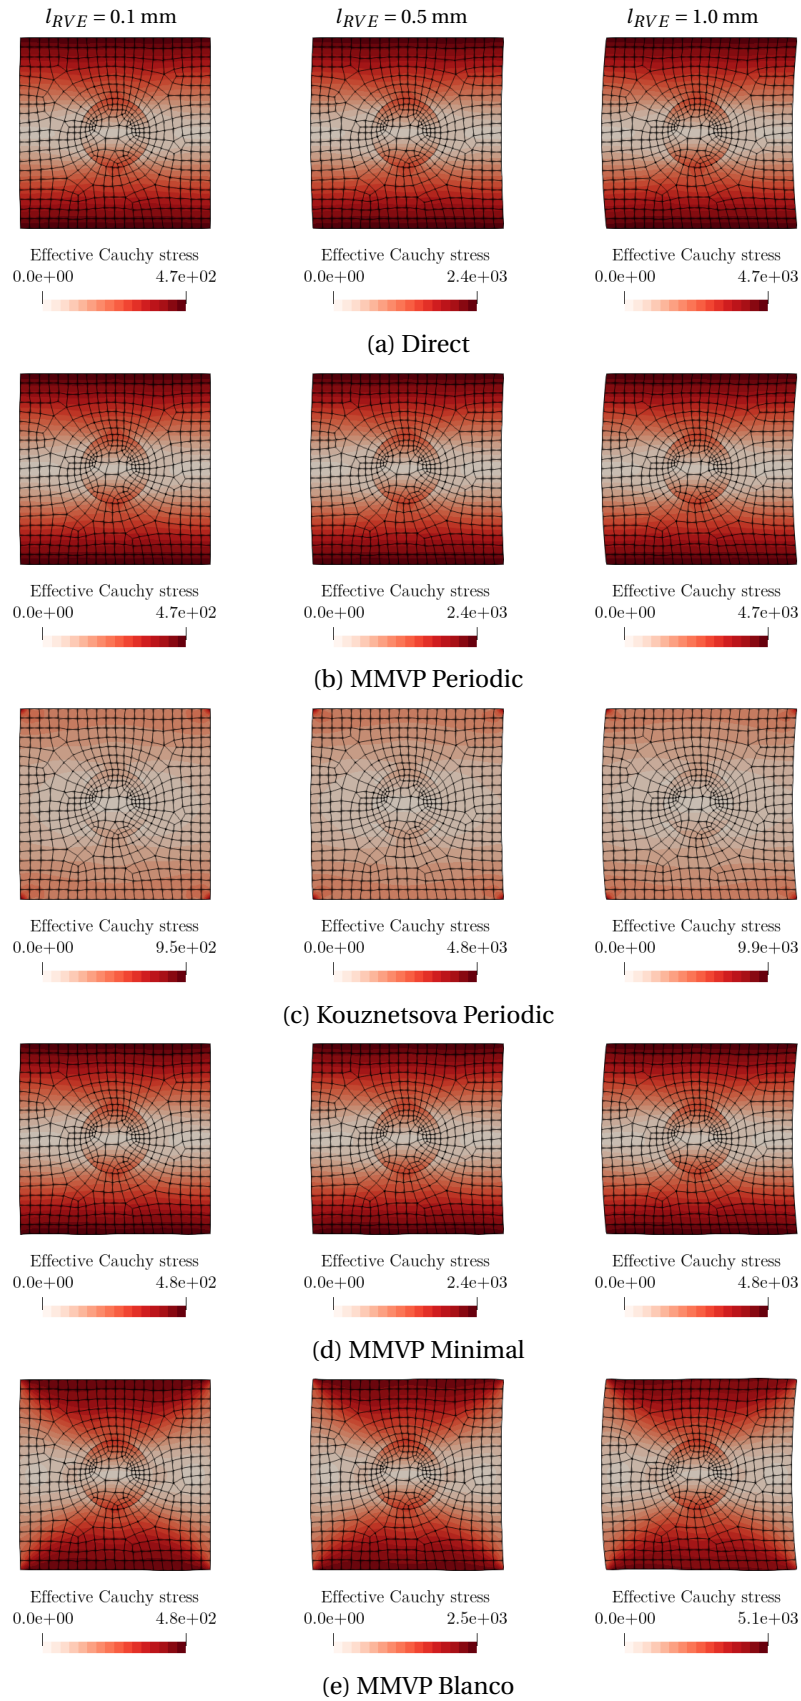 l_RVE = 0.1 mm l_RVE = 0.5 mm l_RVE = 1.0 mm
Effective Cauchy stress Effective Cauchy stress Effective Cauchy stress
0.0e+00 4.7e+02 0.0e+00 2.4e+03 0.0e+00 4.7e+03
(a) Direct
Effective Cauchy stress Effective Cauchy stress Effective Cauchy stress
0.0e+00 4.7e+02 0.0e+00 2.4e+03 0.0e+00 4.7e+03
(b) MMVP Periodic
Effective Cauchy stress Effective Cauchy stress Effective Cauchy stress
0.0e+00 9.5e+02 0.0e+00 4.8e+03 0.0e+00 9.9e+03
(c) Kouznetsova Periodic
Effective Cauchy stress Effective Cauchy stress Effective Cauchy stress
0.0e+00 4.8e+02 0.0e+00 2.4e+03 0.0e+00 4.8e+03
(d) MMVP Minimal
Effective Cauchy stress Effective Cauchy stress Effective Cauchy stress
0.0e+00 4.8e+02 0.0e+00 2.5e+03 0.0e+00 5.1e+03
(e) MMVP Blanco